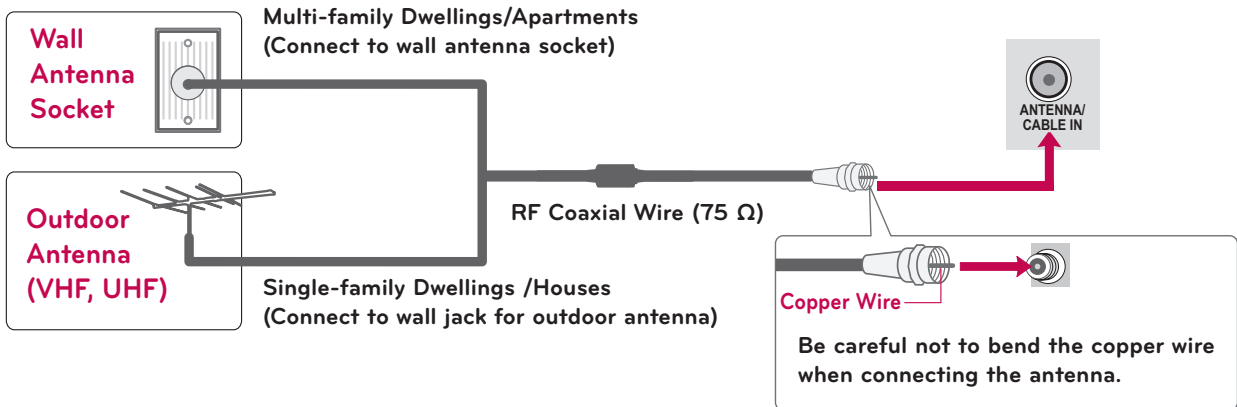 Wall
Antenna
Socket
Multi-family Dwellings/Apartments
(Connect to wall antenna socket)
ANTENNA/
CABLE IN
Outdoor
Antenna
(VHF, UHF)
RF Coaxial Wire (75 Ω)
Single-family Dwellings /Houses
(Connect to wall jack for outdoor antenna)
Copper Wire
Be careful not to bend the copper wire
when connecting the antenna.